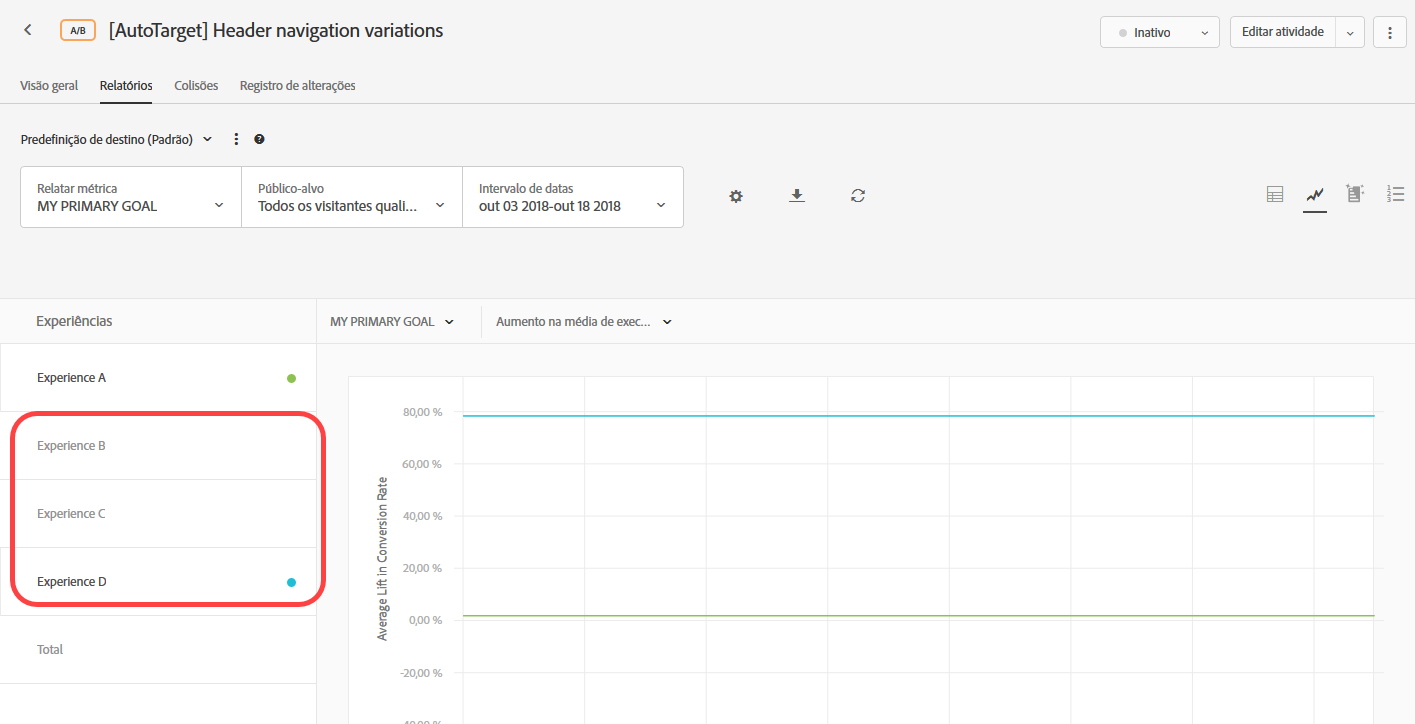 A/B [AutoTarget] Header navigation variations
Inativo
Editar atividade
Visão geral Relatórios Colisões Registro de alterações
Predefinição de destino (Padrão)
Relatar métrica
MY PRIMARY GOAL
Público-alvo
Todos os visitantes quali...
Intervalo de datas
out 03 2018-out 18 2018
Experiências
MY PRIMARY GOAL
Aumento na média de exec...
Experience A
Experience B
Experience C
Experience D
Total
Average Lift in Conversion Rate
80,00 %
60,00 %
40,00 %
20,00 %
0,00 %
-20,00 %
-40,00 %